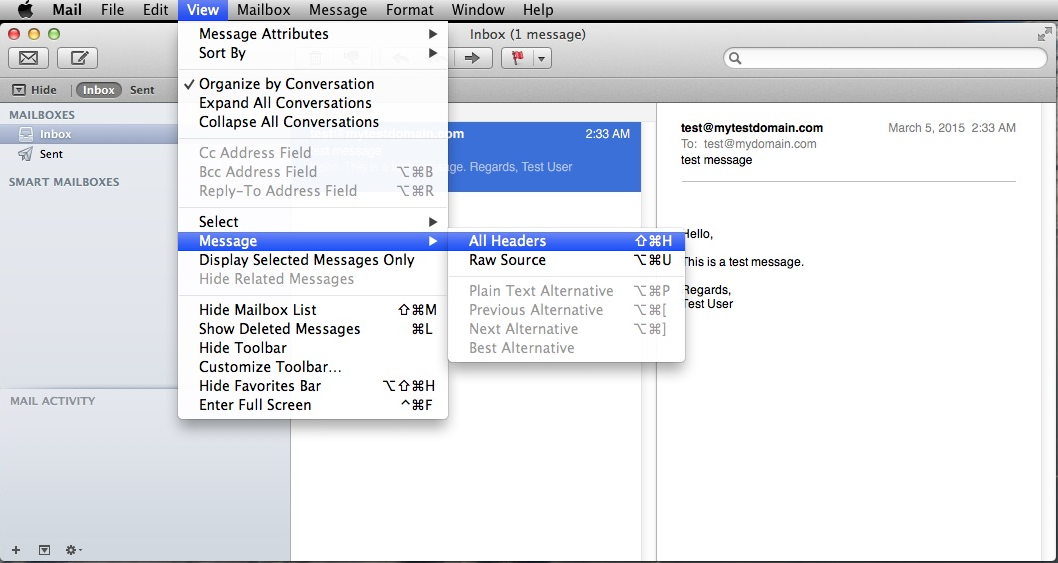 Mail File Edit View Mailbox Message Format Window Help
Inbox (1 message)
Hide Inbox Sent
MAILBOXES
Inbox
Sent
SMART MAILBOXES
MAIL ACTIVITY
Message Attributes
Sort By
Organize by Conversation
Expand All Conversations
Collapse All Conversations
Cc Address Field
Bcc Address Field ⌥⌘B
Reply-To Address Field ⌥⌘R
Select
Message
Display Selected Messages Only
Hide Related Messages
Hide Mailbox List ⇧⌘M
Show Deleted Messages ⌘L
Hide Toolbar
Customize Toolbar...
Hide Favorites Bar ⌥⇧⌘H
Enter Full Screen ^⌘F
All Headers ⇧⌘H
Raw Source ⌥⌘U
Plain Text Alternative ⌥⌘P
Previous Alternative ⌥⌘[
Next Alternative ⌥⌘]
Best Alternative
test@mytestdomain.com 2:33 AM
test message
message. Regards, Test User
test@mytestdomain.com March 5, 2015 2:33 AM
To: test@mydomain.com
test message
Hello,
This is a test message.
Regards,
Test User